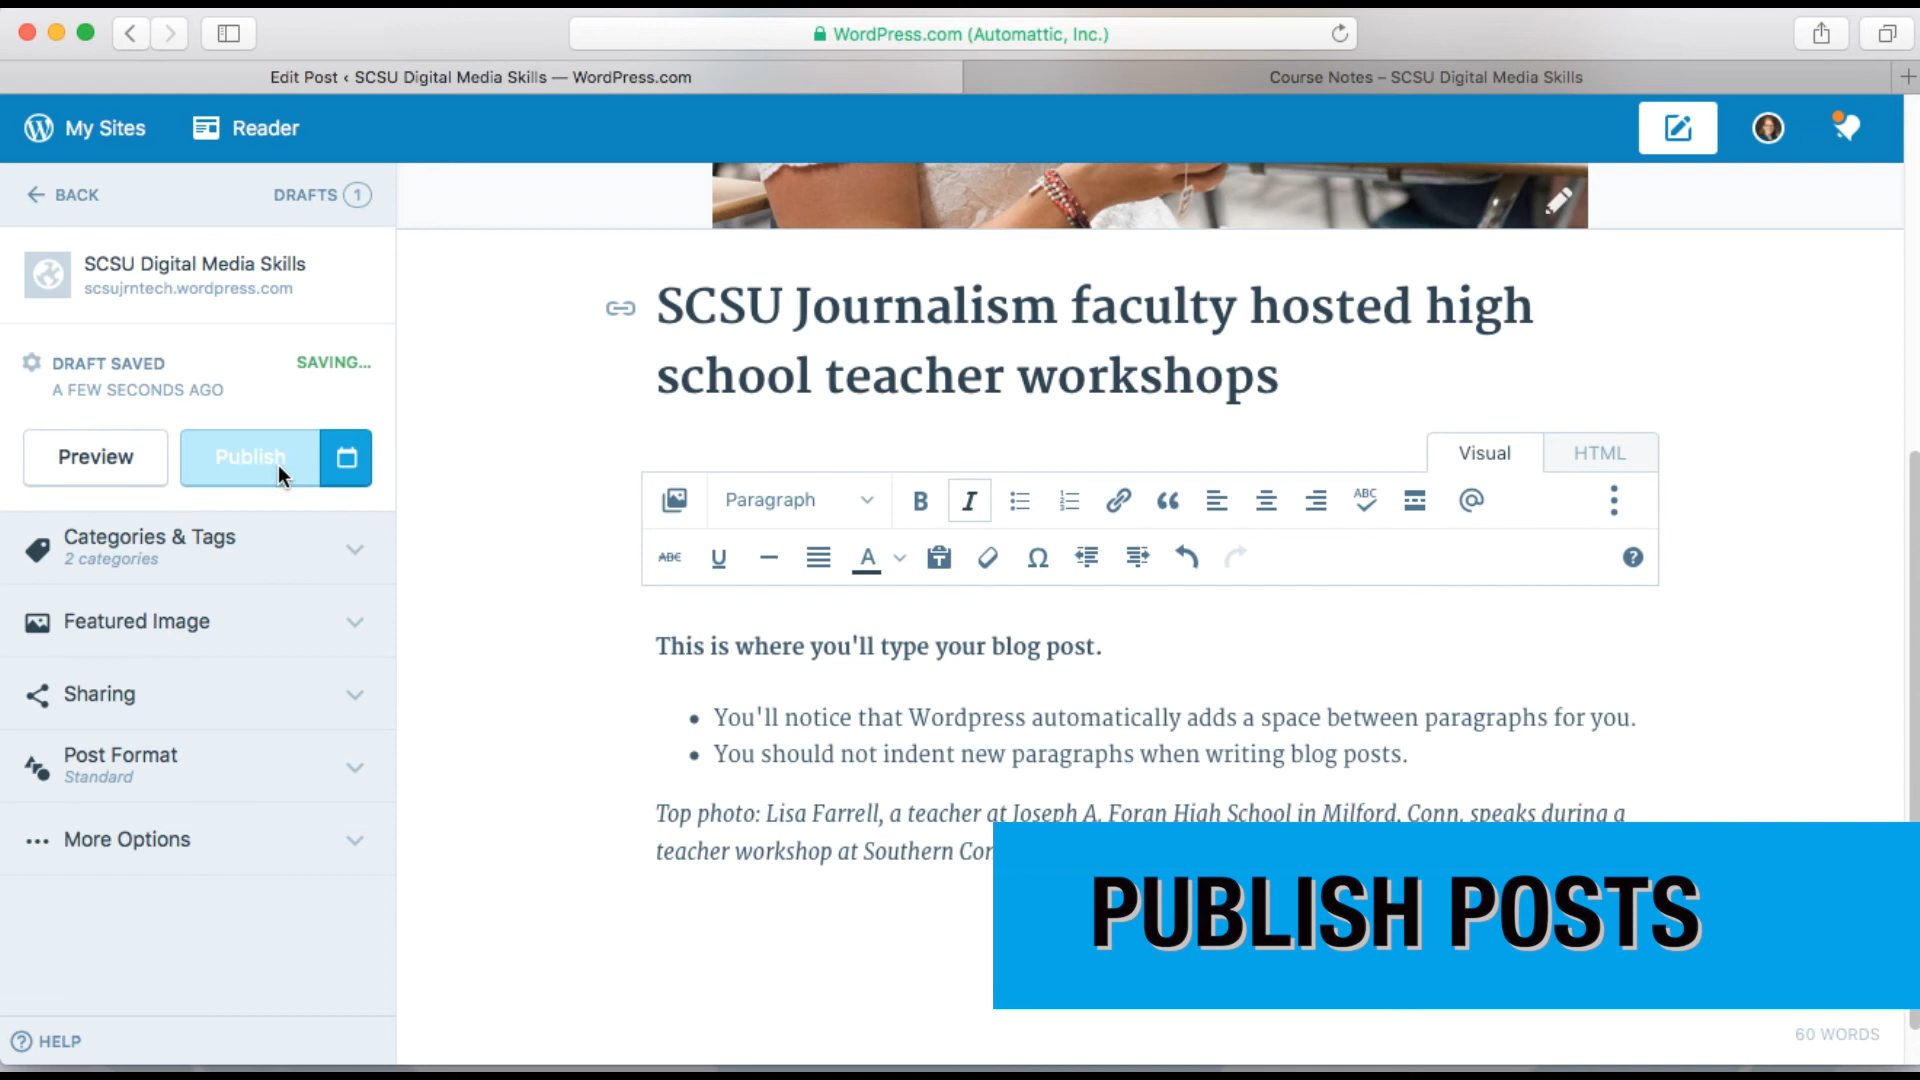 WordPress.com (Automattic, Inc.)
Edit Post ‹ SCSU Digital Media Skills — WordPress.com
Course Notes – SCSU Digital Media Skills
My Sites
Reader
BACK
DRAFTS 1
SCSU Digital Media Skills
scsujrntech.wordpress.com
DRAFT SAVED
SAVING...
A FEW SECONDS AGO
Preview
Publish
Categories & Tags
2 categories
Featured Image
Sharing
Post Format
Standard
More Options
HELP
SCSU Journalism faculty hosted high
school teacher workshops
Visual
HTML
Paragraph
B I
ABC
ABC U
A
This is where you'll type your blog post.
You'll notice that Wordpress automatically adds a space between paragraphs for you.
You should not indent new paragraphs when writing blog posts.
Top photo: Lisa Farrell, a teacher at Joseph A. Foran High School in Milford, Conn. speaks during a
teacher workshop at Southern
PUBLISH POSTS
60 WORDS